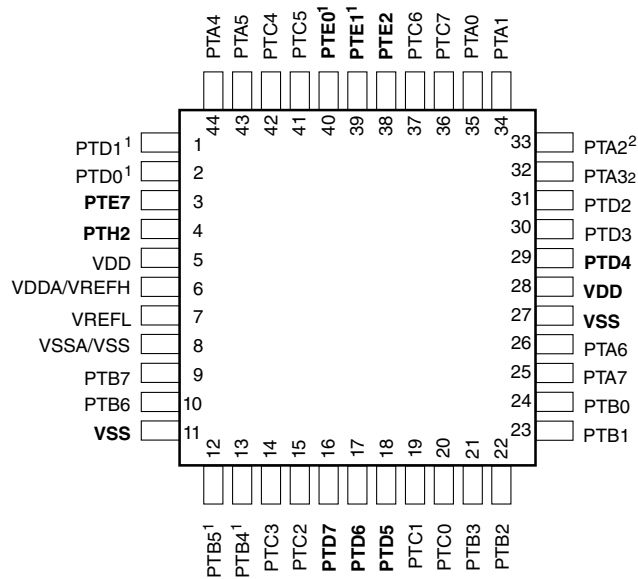 PTA4 PTA5 PTC4 PTC5 PTE0¹ PTE1¹ PTE2 PTC6 PTC7 PTA0 PTA1
44 43 42 41 40 39 38 37 36 35 34
PTD1¹ 1
PTD0¹ 2
PTE7 3
PTH2 4
VDD 5
VDDA/VREFH 6
VREFL 7
VSSA/VSS 8
PTB7 9
PTB6 10
VSS 11
33 PTA2²
32 PTA3₂
31 PTD2
30 PTD3
29 PTD4
28 VDD
27 VSS
26 PTA6
25 PTA7
24 PTB0
23 PTB1
12 13 14 15 16 17 18 19 20 21 22
PTB5¹ PTB4¹ PTC3 PTC2 PTD7 PTD6 PTD5 PTC1 PTC0 PTB3 PTB2